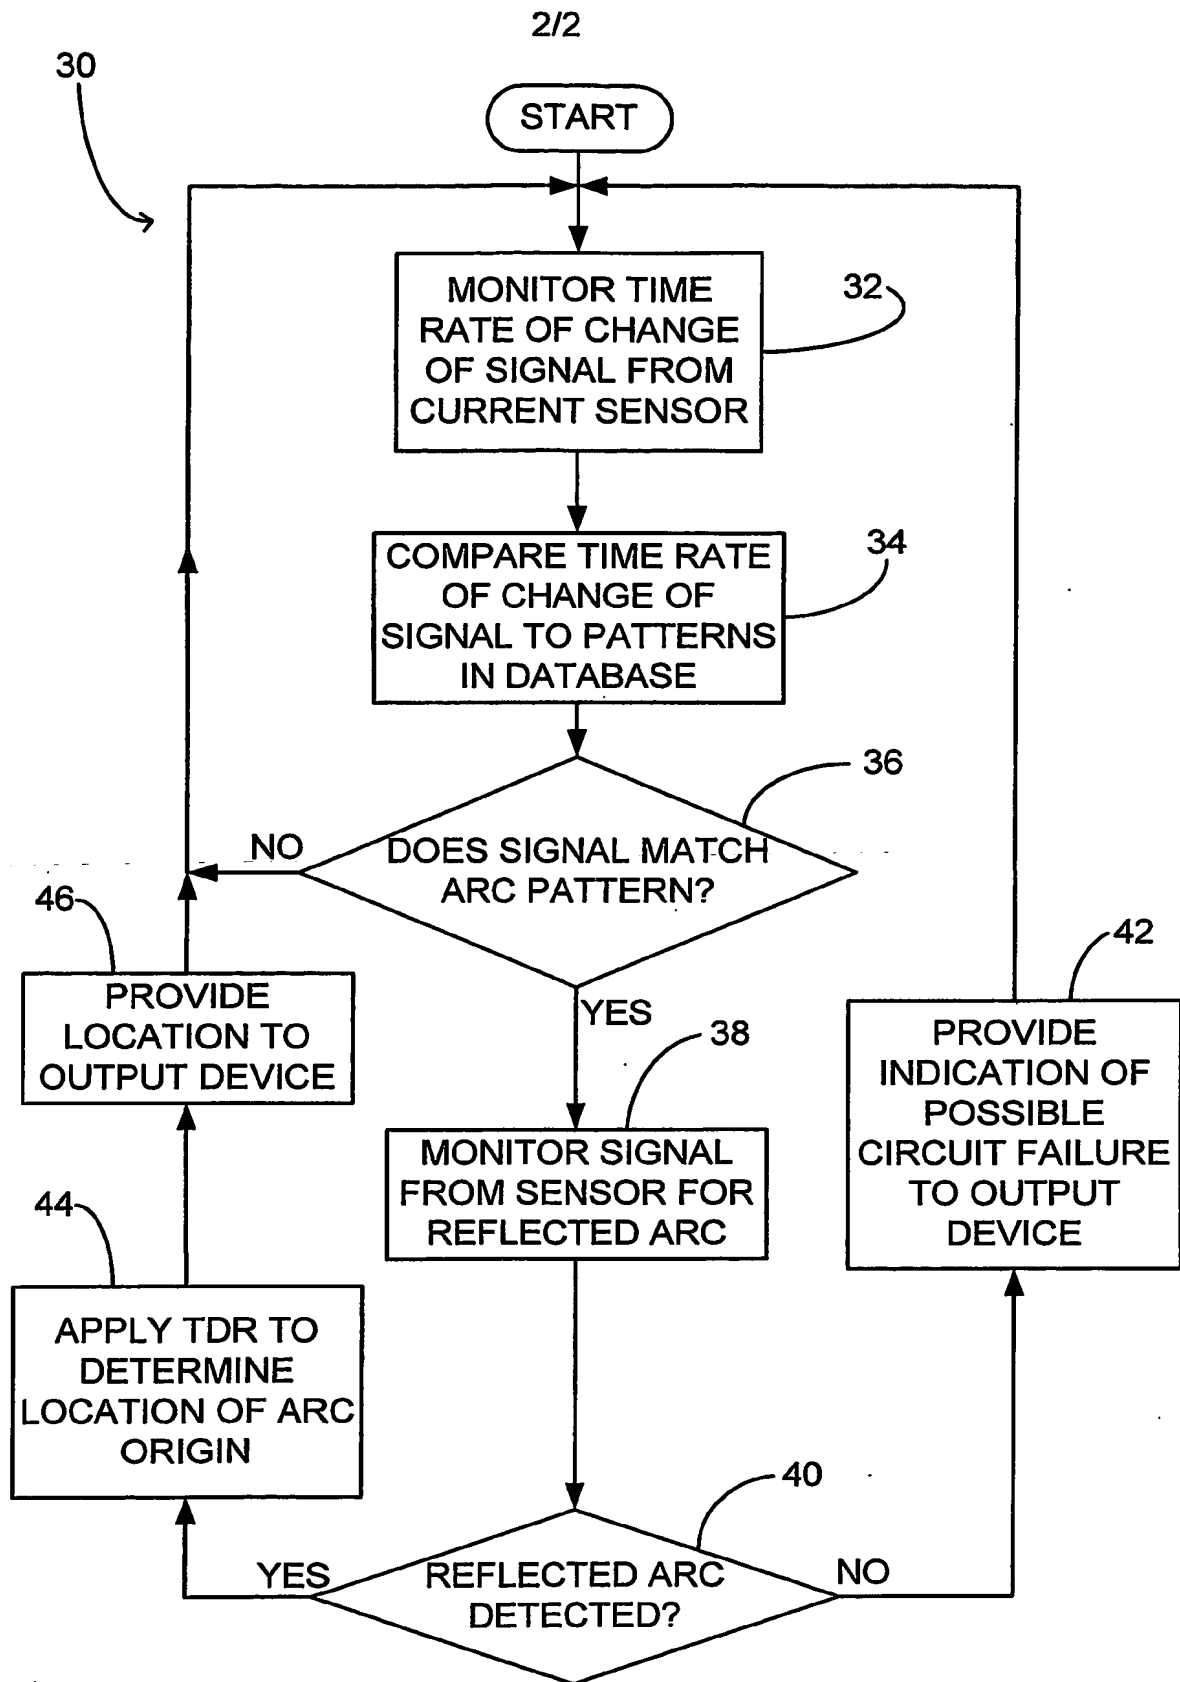 2/2
30
START
MONITOR TIME
RATE OF CHANGE
OF SIGNAL FROM
CURRENT SENSOR
32
COMPARE TIME RATE
OF CHANGE OF
SIGNAL TO PATTERNS
IN DATABASE
34
36
DOES SIGNAL MATCH
ARC PATTERN?
NO
YES
46
PROVIDE
LOCATION TO
OUTPUT DEVICE
38
MONITOR SIGNAL
FROM SENSOR FOR
REFLECTED ARC
42
PROVIDE
INDICATION OF
POSSIBLE
CIRCUIT FAILURE
TO OUTPUT
DEVICE
44
APPLY TDR TO
DETERMINE
LOCATION OF ARC
ORIGIN
40
YES
REFLECTED ARC
DETECTED?
NO